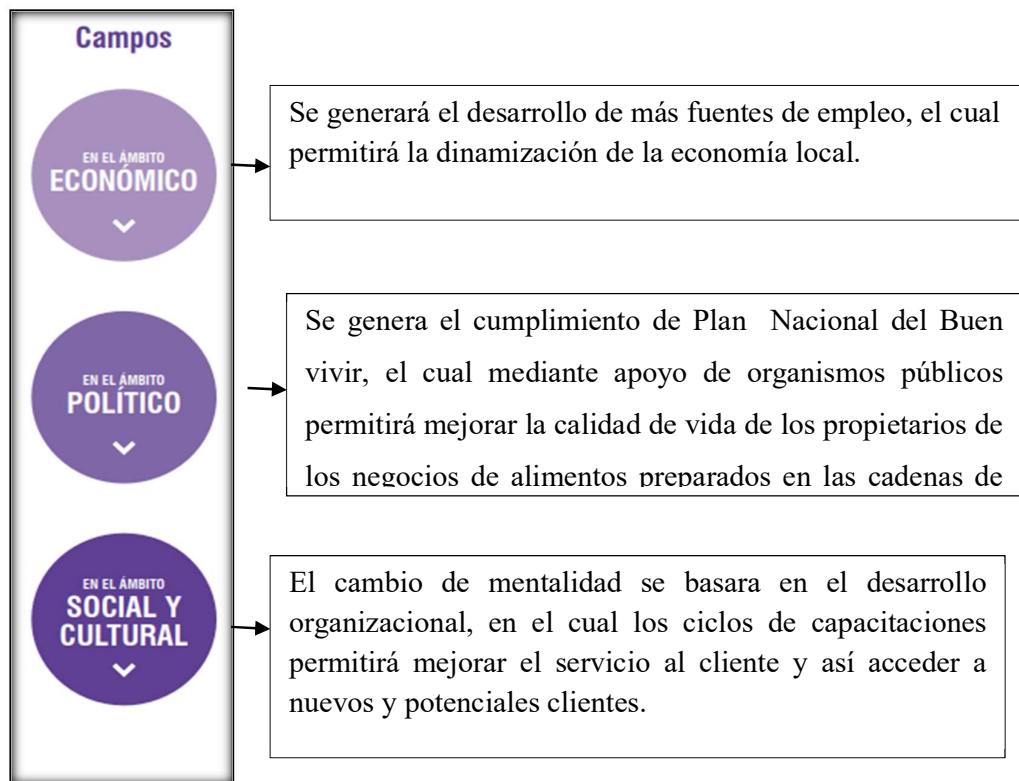 Campos
EN EL ÁMBITO
ECONÓMICO
Se generará el desarrollo de más fuentes de empleo, el cual
permitirá la dinamización de la economía local.
EN EL ÁMBITO
POLÍTICO
Se genera el cumplimiento de Plan Nacional del Buen
vivir, el cual mediante apoyo de organismos públicos
permitirá mejorar la calidad de vida de los propietarios de
los negocios de alimentos preparados en las cadenas de
EN EL ÁMBITO
SOCIAL Y
CULTURAL
El cambio de mentalidad se basara en el desarrollo
organizacional, en el cual los ciclos de capacitaciones
permitirá mejorar el servicio al cliente y así acceder a
nuevos y potenciales clientes.